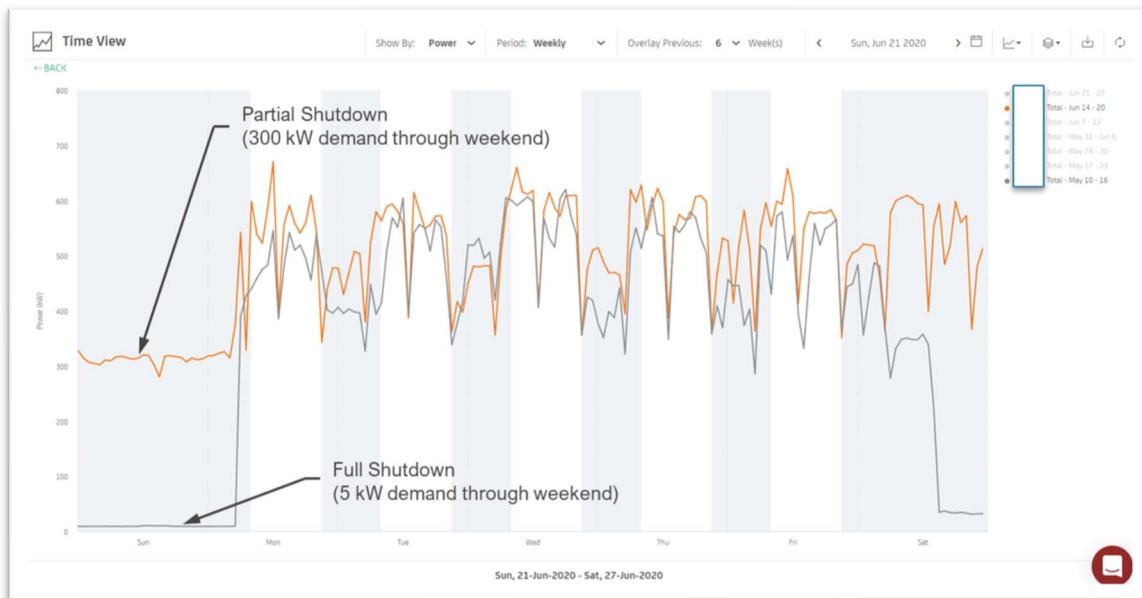 Time View
Show By: Power Period: Weekly Overlay Previous: 6 Week(s) Sun, Jun 21 2020
←BACK
Total - Jun 21 - 27
Total - Jun 14 - 20
Total - Jun 7 - 13
Total - May 31 - Jun 6
Total - May 24 - 30
Total - May 17 - 23
Total - May 10 - 16
Partial Shutdown
(300 kW demand through weekend)
Full Shutdown
(5 kW demand through weekend)
Power (kW)
800
700
600
500
400
300
200
100
0
Sun Mon Tue Wed Thu Fri Sat
Sun, 21-Jun-2020 - Sat, 27-Jun-2020